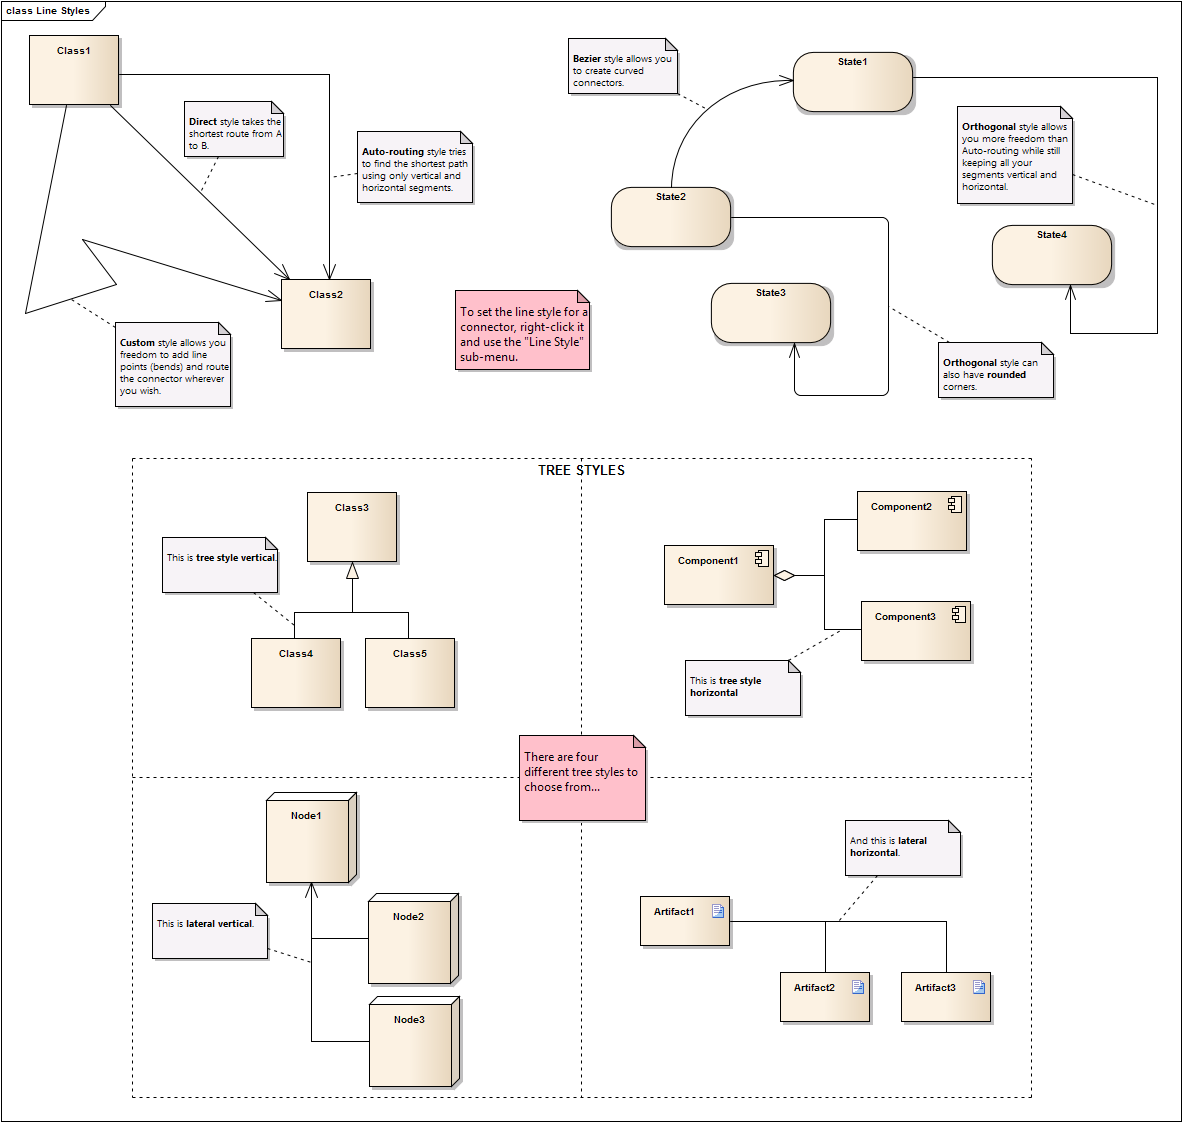 class Line Styles
Class1
Direct style takes the
shortest route from A
to B.
Auto-routing style tries
to find the shortest path
using only vertical and
horizontal segments.
Class2
Custom style allows you
freedom to add line
points (bends) and route
the connector wherever
you wish.
To set the line style for a
connector, right-click it
and use the "Line Style"
sub-menu.
Bezier style allows you
to create curved
connectors.
State1
Orthogonal style allows
you more freedom than
Auto-routing while still
keeping all your
segments vertical and
horizontal.
State2
State4
State3
Orthogonal style can
also have rounded
corners.
TREE STYLES
Class3
This is tree style vertical.
Class4
Class5
Component2
Component1
Component3
This is tree style
horizontal
There are four
different tree styles to
choose from...
Node1
This is lateral vertical.
Node2
Node3
And this is lateral
horizontal.
Artifact1
Artifact2
Artifact3